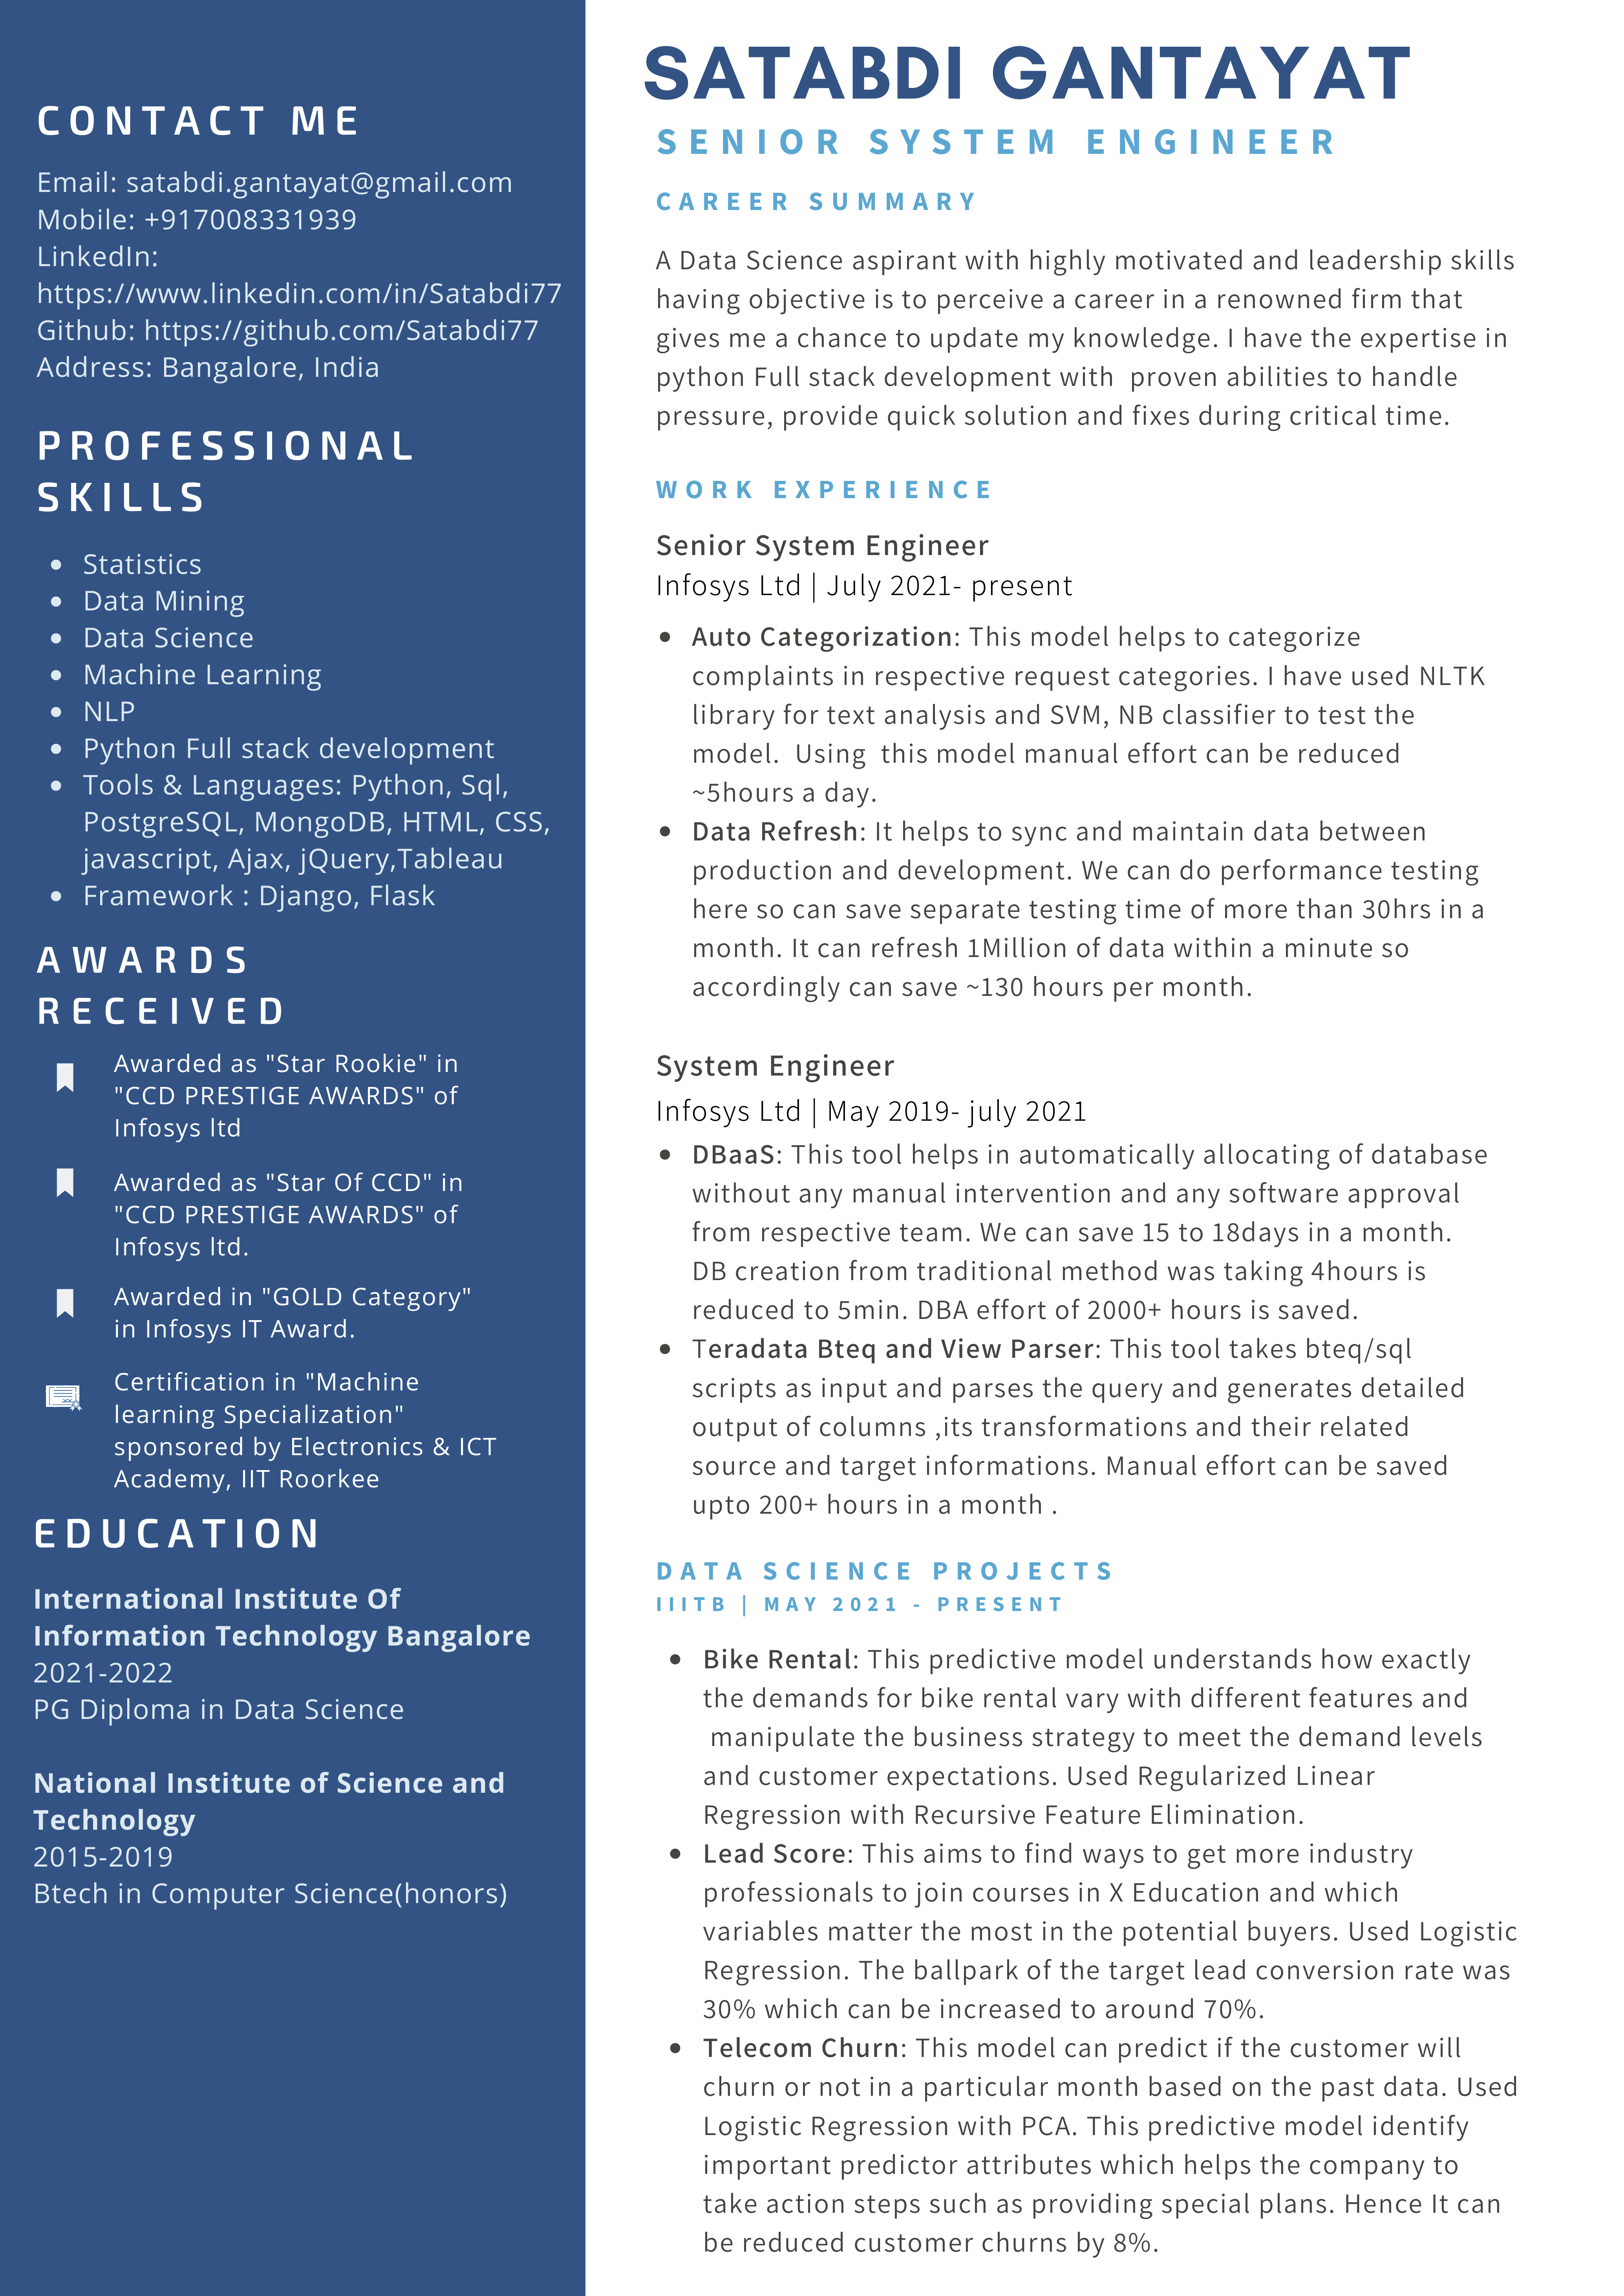 CONTACT ME
Email: satabdi.gantayat@gmail.com
Mobile: +917008331939
LinkedIn:
https://www.linkedin.com/in/Satabdi77
Github: https://github.com/Satabdi77
Address: Bangalore, India
PROFESSIONAL
SKILLS
• Statistics
• Data Mining
• Data Science
• Machine Learning
• NLP
• Python Full stack development
• Tools & Languages: Python, Sql,
PostgreSQL, MongoDB, HTML, CSS,
javascript, Ajax, jQuery,Tableau
• Framework : Django, Flask
AWARDS
RECEIVED
Awarded as "Star Rookie" in
"CCD PRESTIGE AWARDS" of
Infosys ltd
Awarded as "Star Of CCD" in
"CCD PRESTIGE AWARDS" of
Infosys ltd.
Awarded in "GOLD Category"
in Infosys IT Award.
Certification in "Machine
learning Specialization"
sponsored by Electronics & ICT
Academy, IIT Roorkee
EDUCATION
International Institute Of
Information Technology Bangalore
2021-2022
PG Diploma in Data Science
National Institute of Science and
Technology
2015-2019
Btech in Computer Science(honors)
SATABDI GANTAYAT
SENIOR SYSTEM ENGINEER
CAREER SUMMARY
A Data Science aspirant with highly motivated and leadership skills
having objective is to perceive a career in a renowned firm that
gives me a chance to update my knowledge. I have the expertise in
python Full stack development with proven abilities to handle
pressure, provide quick solution and fixes during critical time.
WORK EXPERIENCE
Senior System Engineer
Infosys Ltd | July 2021- present
• Auto Categorization: This model helps to categorize
complaints in respective request categories. I have used NLTK
library for text analysis and SVM, NB classifier to test the
model. Using this model manual effort can be reduced
~5hours a day.
• Data Refresh: It helps to sync and maintain data between
production and development. We can do performance testing
here so can save separate testing time of more than 30hrs in a
month. It can refresh 1Million of data within a minute so
accordingly can save ~130 hours per month.
System Engineer
Infosys Ltd | May 2019- july 2021
• DBaaS: This tool helps in automatically allocating of database
without any manual intervention and any software approval
from respective team. We can save 15 to 18days in a month.
DB creation from traditional method was taking 4hours is
reduced to 5min. DBA effort of 2000+ hours is saved.
• Teradata Bteq and View Parser: This tool takes bteq/sql
scripts as input and parses the query and generates detailed
output of columns ,its transformations and their related
source and target informations. Manual effort can be saved
upto 200+ hours in a month .
DATA SCIENCE PROJECTS
IIITB | MAY 2021 - PRESENT
• Bike Rental: This predictive model understands how exactly
the demands for bike rental vary with different features and
manipulate the business strategy to meet the demand levels
and customer expectations. Used Regularized Linear
Regression with Recursive Feature Elimination.
• Lead Score: This aims to find ways to get more industry
professionals to join courses in X Education and which
variables matter the most in the potential buyers. Used Logistic
Regression. The ballpark of the target lead conversion rate was
30% which can be increased to around 70%.
• Telecom Churn: This model can predict if the customer will
churn or not in a particular month based on the past data. Used
Logistic Regression with PCA. This predictive model identify
important predictor attributes which helps the company to
take action steps such as providing special plans. Hence It can
be reduced customer churns by 8%.